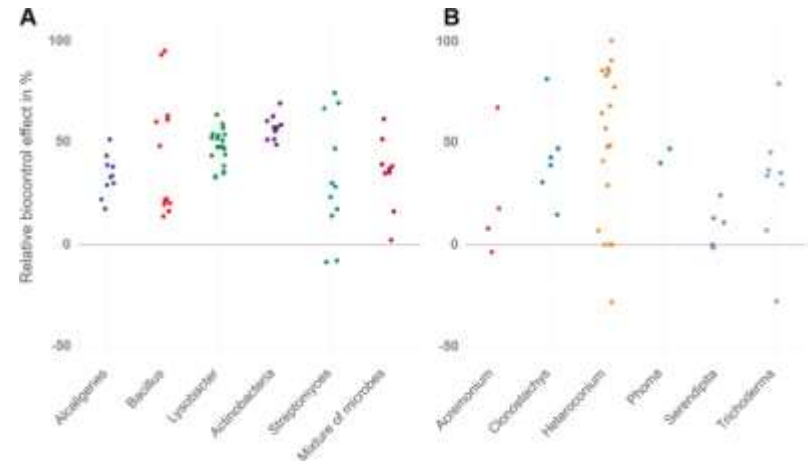 A
B
Relative biocontrol effect in %
100
50
0
-50
100
50
0
-50
Alcaligenes
Bacillus
Lysobacter
Actinobacteria
Streptomyces
Mixture of microbes
Acremonium
Clonostachys
Heteroconium
Phoma
Serendipita
Trichoderma